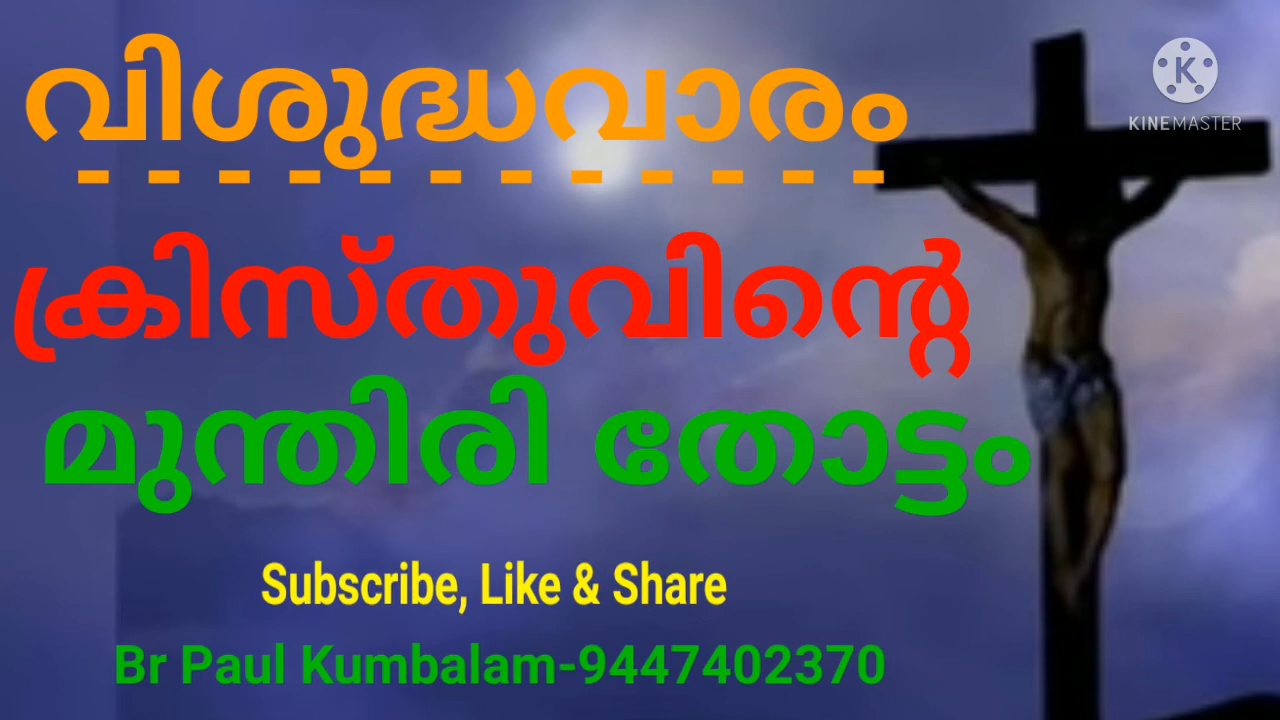 വിശുദ്ധവാരം
- - - - - - - - - - - -
KINEMASTER
ക്രിസ്തുവിന്റെ
മുന്തിരി തോട്ടം
Subscribe, Like & Share
Br Paul Kumbalam-9447402370